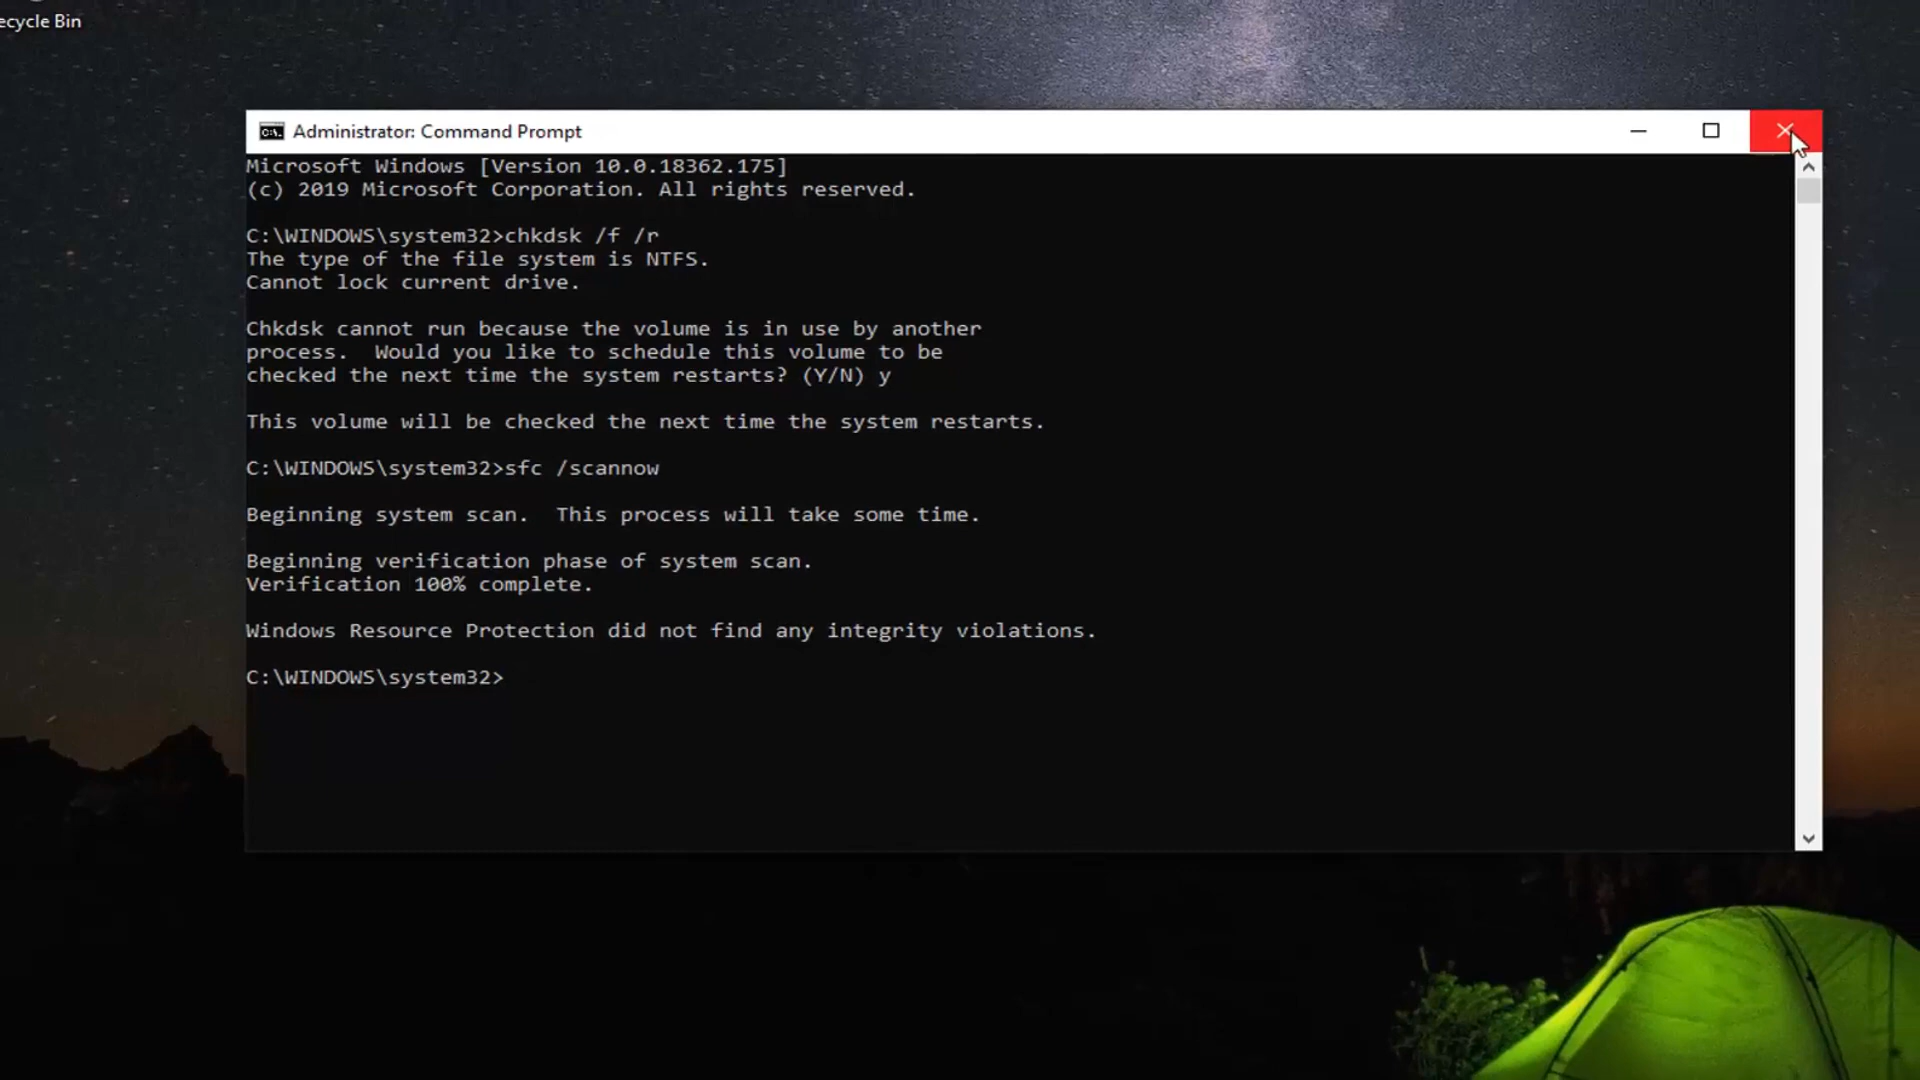 ecycle Bin
Administrator: Command Prompt
Microsoft Windows [Version 10.0.18362.175]
(c) 2019 Microsoft Corporation. All rights reserved.
C:\WINDOWS\system32>chkdsk /f /r
The type of the file system is NTFS.
Cannot lock current drive.
Chkdsk cannot run because the volume is in use by another
process.  Would you like to schedule this volume to be
checked the next time the system restarts? (Y/N) y
This volume will be checked the next time the system restarts.
C:\WINDOWS\system32>sfc /scannow
Beginning system scan.  This process will take some time.
Beginning verification phase of system scan.
Verification 100% complete.
Windows Resource Protection did not find any integrity violations.
C:\WINDOWS\system32>